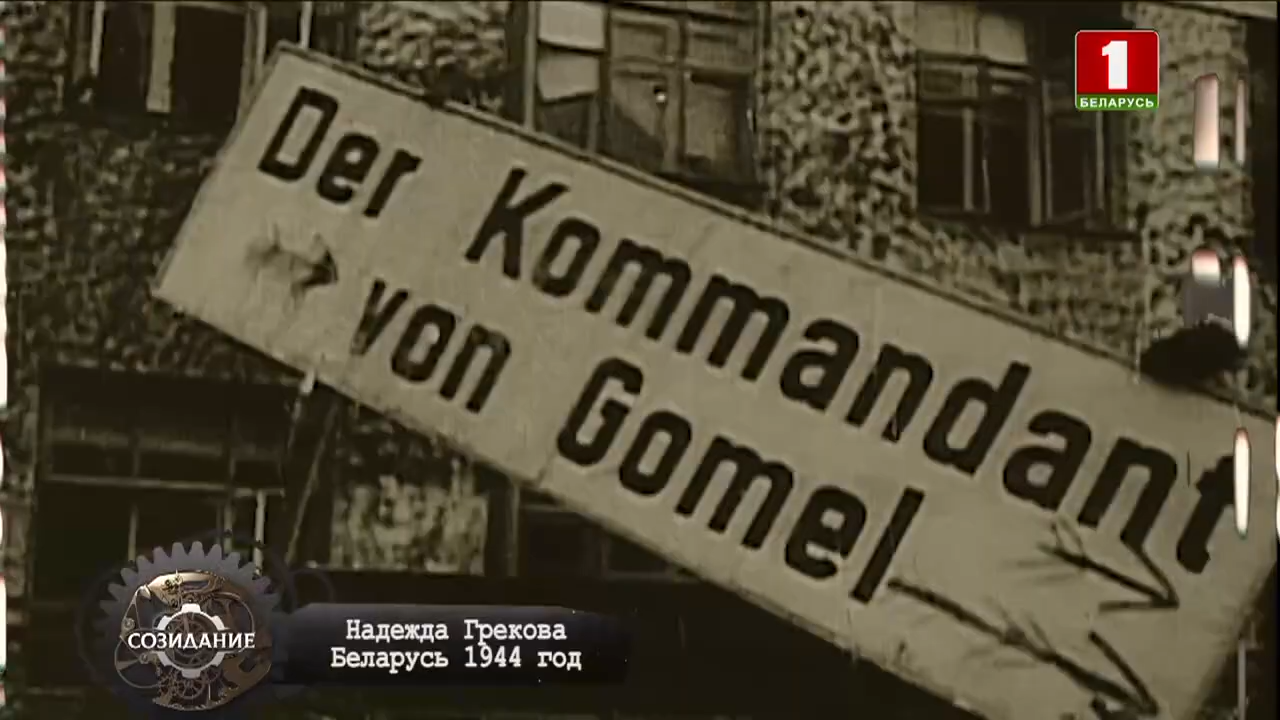 1
БЕЛАРУСЬ
Der Kommandant
von Gomel
СОЗИДАНИЕ
Надежда Грекова
Беларусь 1944 год